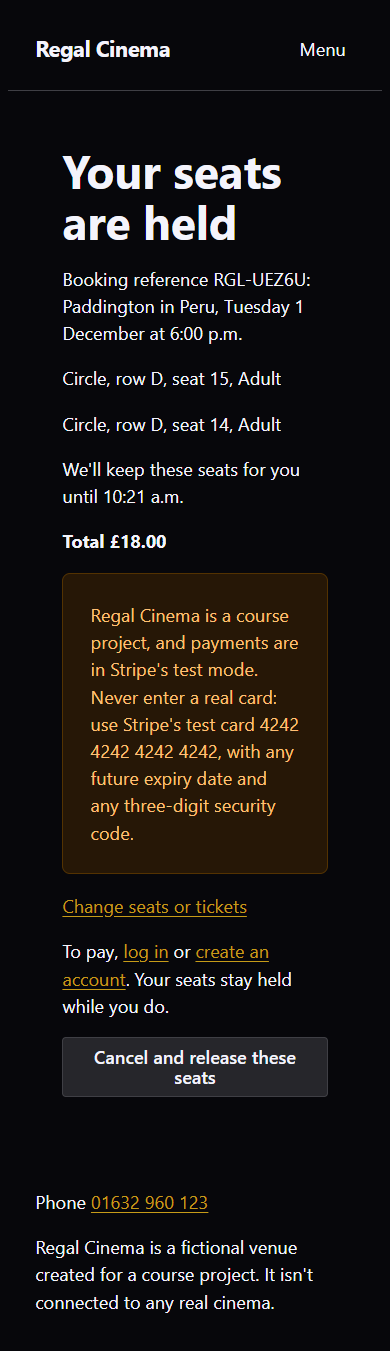 Regal Cinema
Menu
Your seats
are held
Booking reference RGL-UEZ6U:
Paddington in Peru, Tuesday 1
December at 6:00 p.m.
Circle, row D, seat 15, Adult
Circle, row D, seat 14, Adult
We'll keep these seats for you
until 10:21 a.m.
Total £18.00
Regal Cinema is a course
project, and payments are
in Stripe's test mode.
Never enter a real card:
use Stripe's test card 4242
4242 4242 4242, with any
future expiry date and
any three-digit security
code.
Change seats or tickets
To pay, log in or create an
account. Your seats stay held
while you do.
Cancel and release these
seats
Phone 01632 960 123
Regal Cinema is a fictional venue
created for a course project. It isn't
connected to any real cinema.